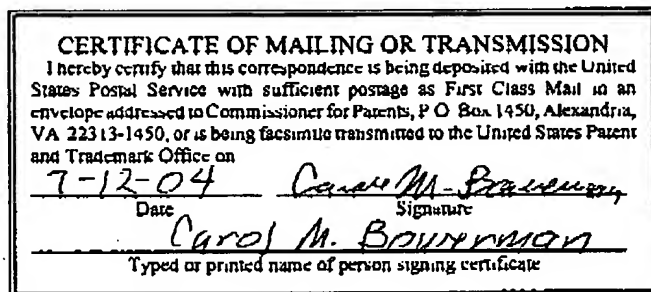 CERTIFICATE OF MAILING OR TRANSMISSION
I hereby certify that this correspondence is being deposited with the United
States Postal Service with sufficient postage as First Class Mail in an
envelope addressed to Commissioner for Patents, P O Box 1450, Alexandria,
VA 22313-1450, or is being facsimile transmitted to the United States Patent
and Trademark Office on
7-12-04 Carol M. Bowerman
Date Signature
Carol M. Bowerman
Typed or printed name of person signing certificate